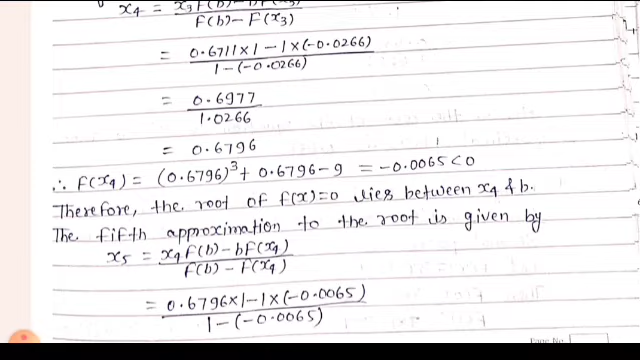 x4 = x3 F(b) - b F(x3) / F(b) - F(x3)
= 0.6711 × 1 - 1 × (-0.0266) / 1 - (-0.0266)
= 0.6977 / 1.0266
= 0.6796
∴ F(x4) = (0.6796)³ + 0.6796 - 9 = -0.0065 < 0
Therefore, the root of f(x)=0 lies between x4 & b.
The fifth approximation to the root is given by
x5 = x4 F(b) - b F(x4) / F(b) - F(x4)
= 0.6796 × 1 - 1 × (-0.0065) / 1 - (-0.0065)